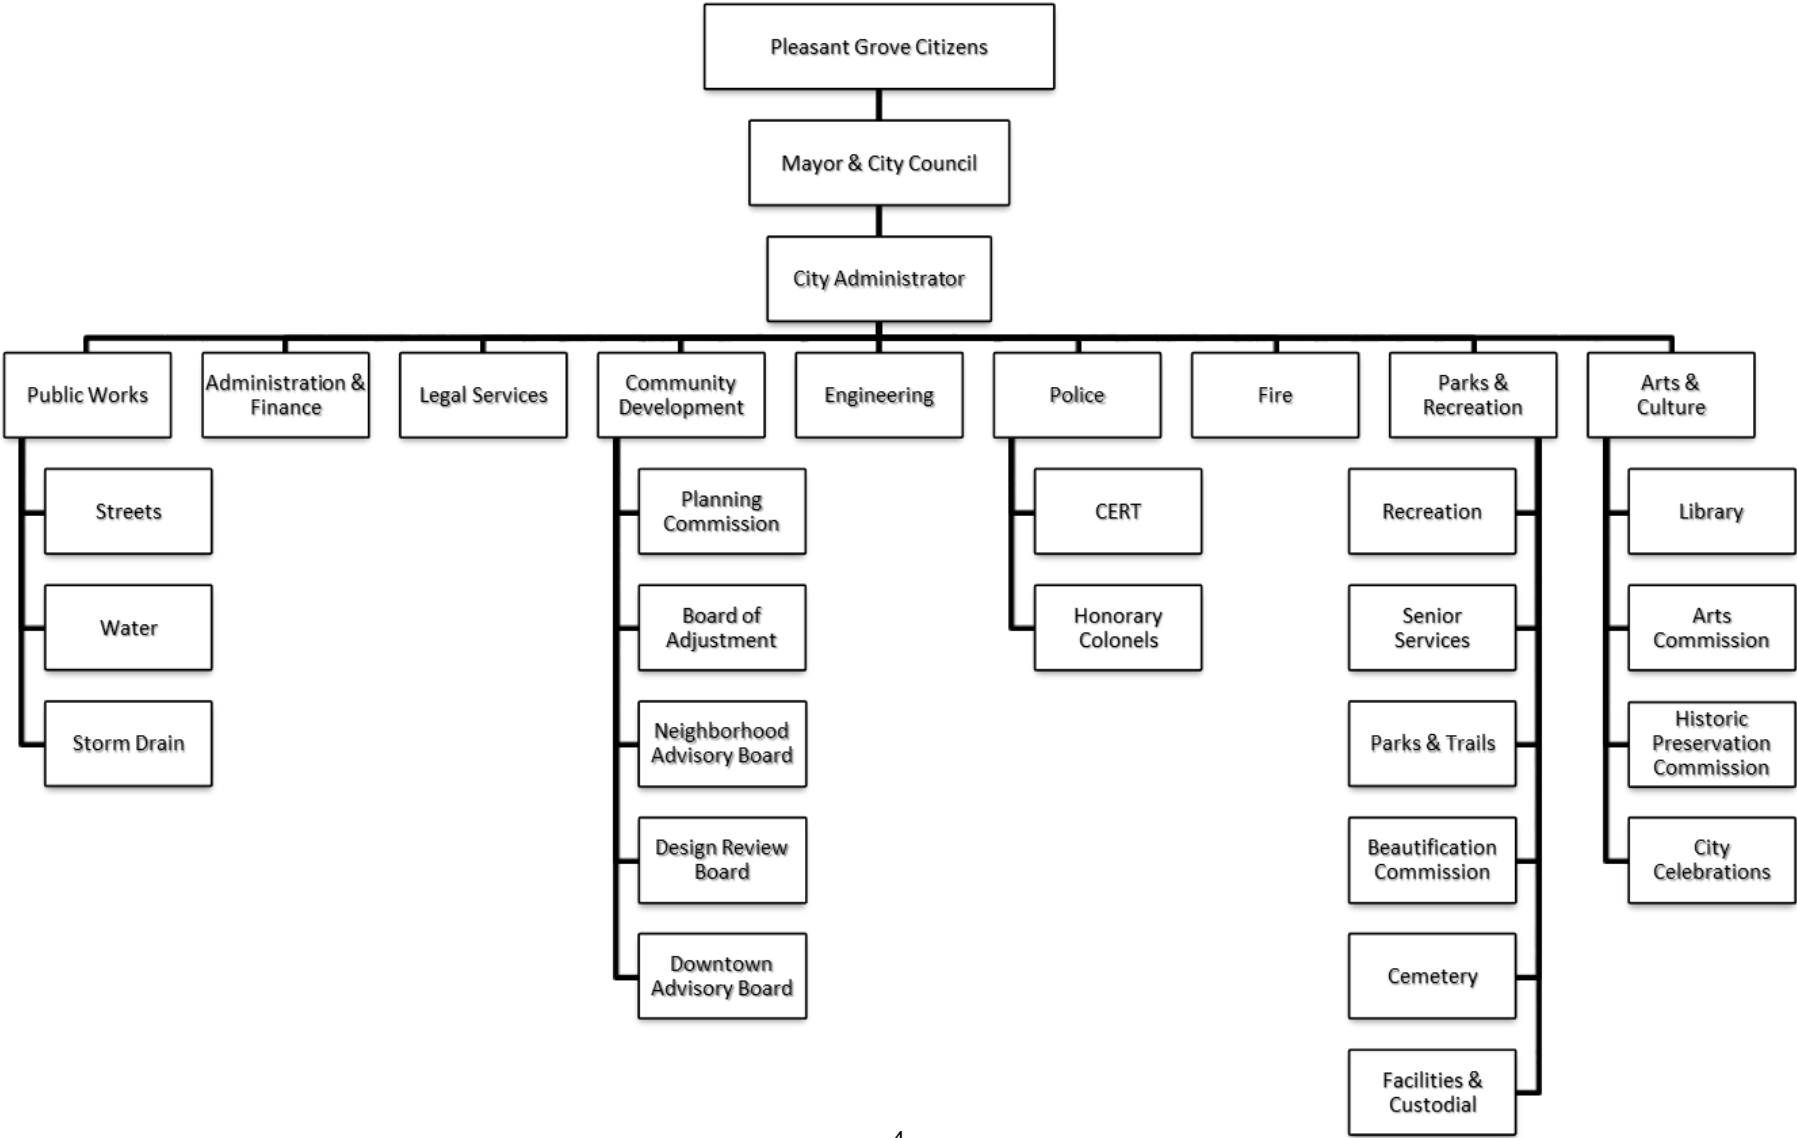 Pleasant Grove Citizens
Mayor & City Council
City Administrator
Public Works
Administration &
Finance
Legal Services
Community
Development
Engineering
Police
Fire
Parks &
Recreation
Arts &
Culture
Streets
Water
Storm Drain
Planning
Commission
Board of
Adjustment
Neighborhood
Advisory Board
Design Review
Board
Downtown
Advisory Board
CERT
Honorary
Colonels
Recreation
Senior
Services
Parks & Trails
Beautification
Commission
Cemetery
Facilities &
Custodial
Library
Arts
Commission
Historic
Preservation
Commission
City
Celebrations
4